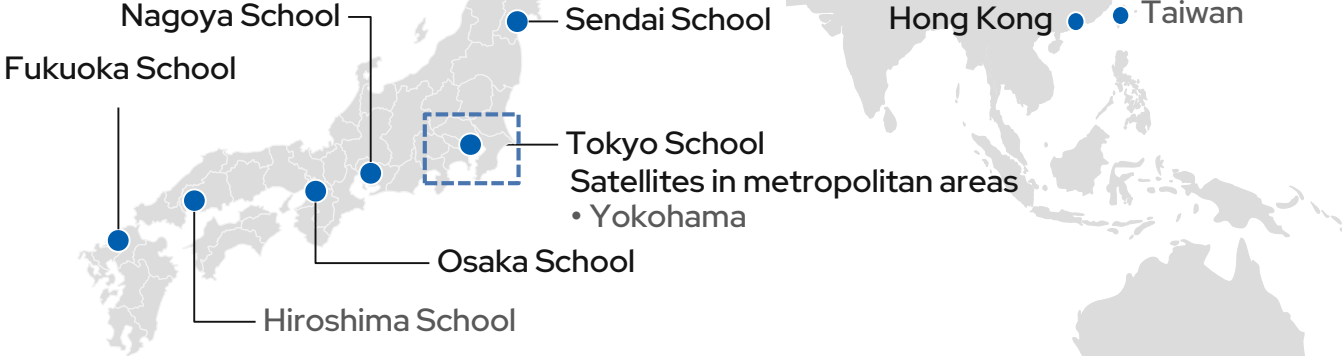 Nagoya School
Sendai School
Fukuoka School
Tokyo School
Satellites in metropolitan areas
• Yokohama
Osaka School
Hiroshima School
Hong Kong
Taiwan